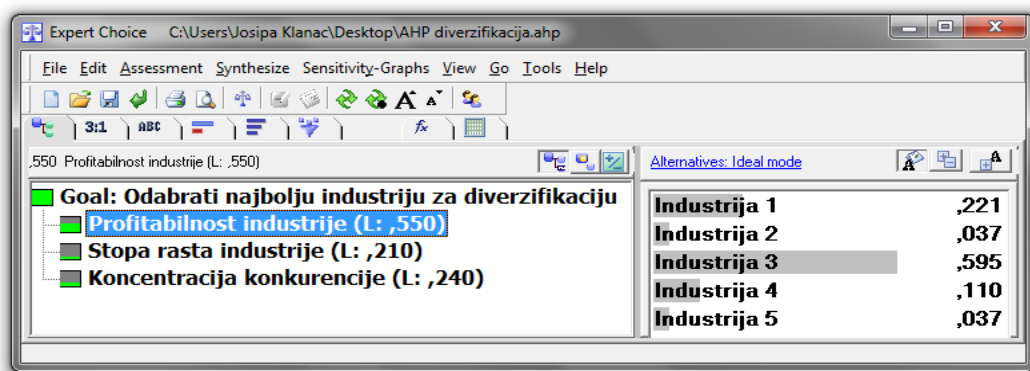 Expert Choice C:\Users\Josipa Klanac\Desktop\AHP diverzifikacija.ahp
File Edit Assessment Synthesize Sensitivity-Graphs View Go Tools Help
A A
3:1 ABC fx
,550 Profitabilnost industrije (L: ,550)
Alternatives: Ideal mode
A
Goal: Odabrati najbolju industriju za diverzifikaciju
Profitabilnost industrije (L: ,550)
Stopa rasta industrije (L: ,210)
Koncentracija konkurencije (L: ,240)
Industrija 1 ,221
Industrija 2 ,037
Industrija 3 ,595
Industrija 4 ,110
Industrija 5 ,037